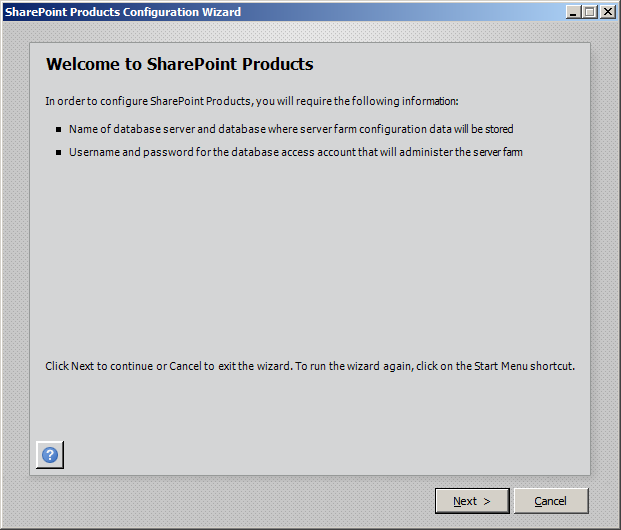 SharePoint Products Configuration Wizard
Welcome to SharePoint Products
In order to configure SharePoint Products, you will require the following information:
Name of database server and database where server farm configuration data will be stored
Username and password for the database access account that will administer the server farm
Click Next to continue or Cancel to exit the wizard. To run the wizard again, click on the Start Menu shortcut.
?
Next >
Cancel